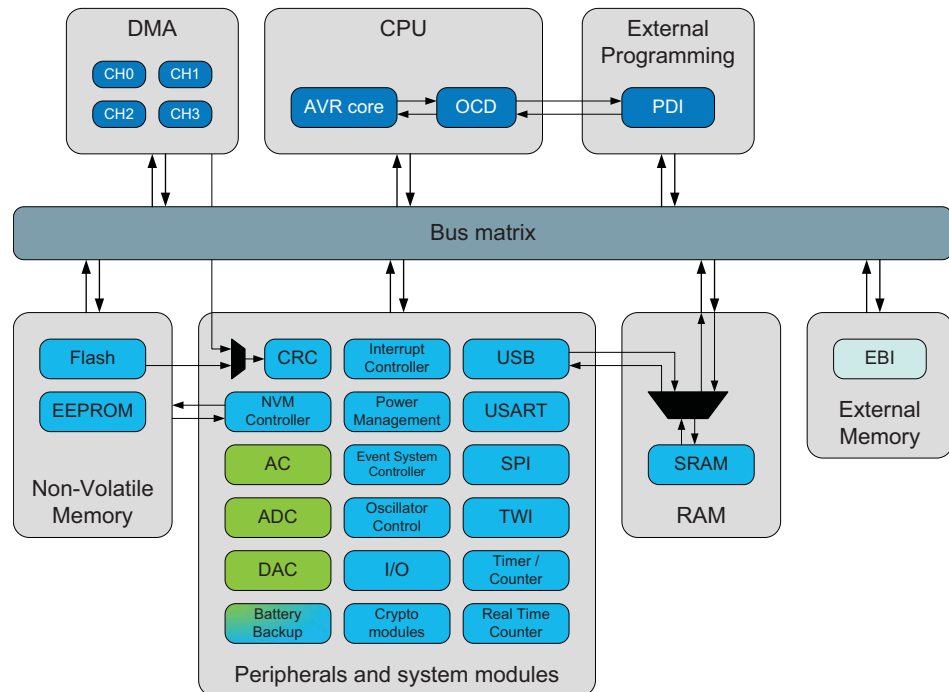 DMA
CH0
CH1
CH2
CH3
CPU
AVR core
OCD
External
Programming
PDI
Bus matrix
Flash
EEPROM
Non-Volatile
Memory
CRC
Interrupt
Controller
USB
NVM
Controller
Power
Management
USART
AC
Event System
Controller
SPI
ADC
Oscillator
Control
TWI
DAC
I/O
Timer /
Counter
Battery
Backup
Crypto
modules
Real Time
Counter
Peripherals and system modules
SRAM
RAM
EBI
External
Memory